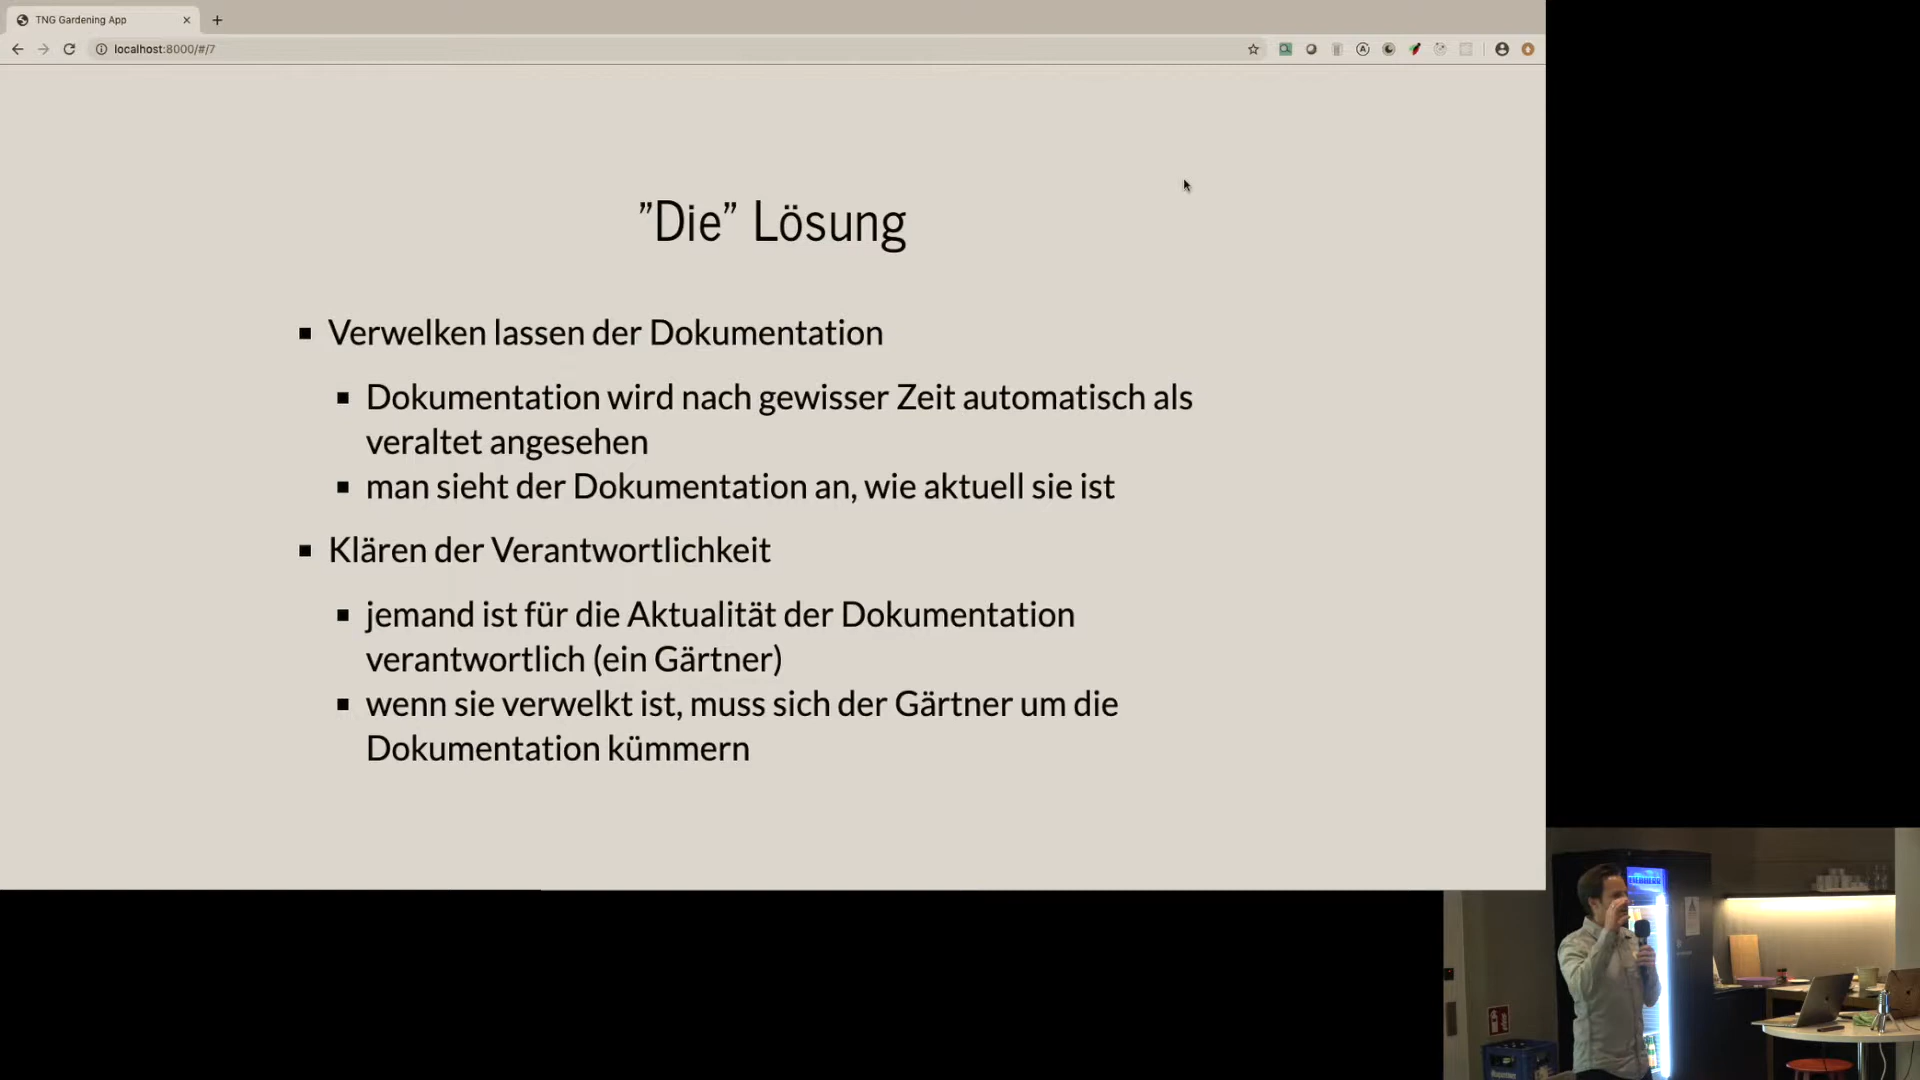 TNG Gardening App
localhost:8000/#/7
”Die” Lösung
Verwelken lassen der Dokumentation
Dokumentation wird nach gewisser Zeit automatisch als
veraltet angesehen
man sieht der Dokumentation an, wie aktuell sie ist
Klären der Verantwortlichkeit
jemand ist für die Aktualität der Dokumentation
verantwortlich (ein Gärtner)
wenn sie verwelkt ist, muss sich der Gärtner um die
Dokumentation kümmern
LIEBHERR